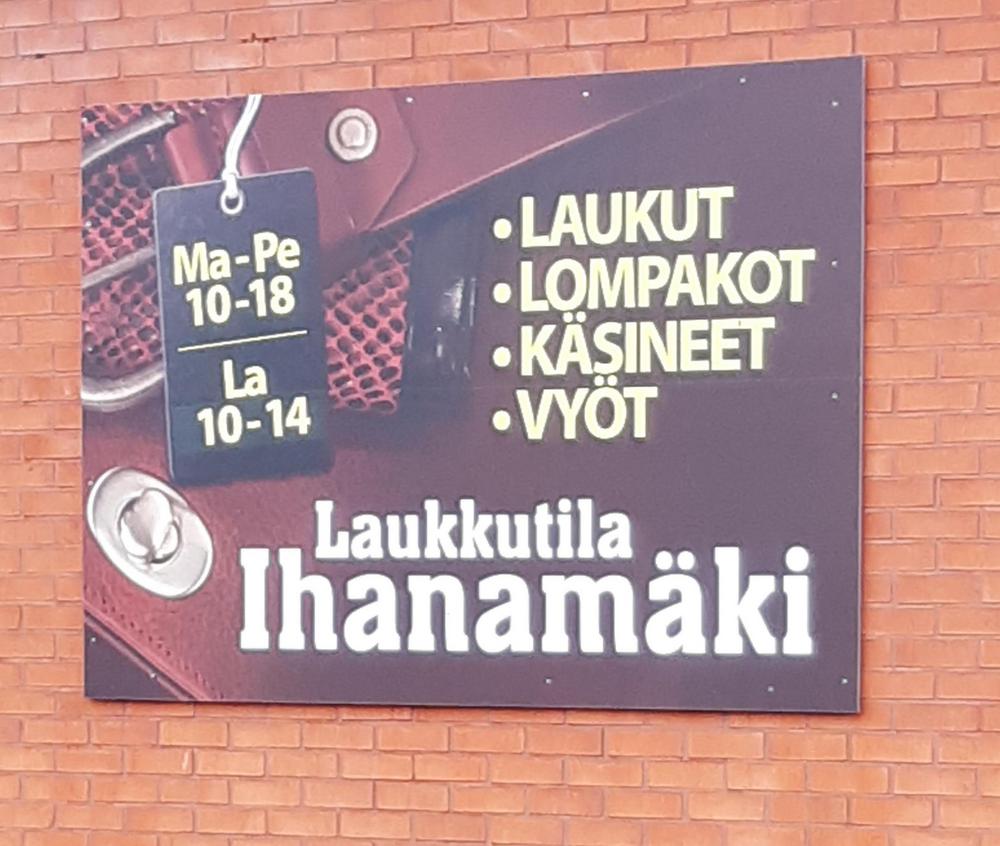 Ma-Pe
10-18
La
10-14
• LAUKUT
• LOMPAKOT
• KÄSINEET
• VYÖT
Laukkutila
Ihanamäki